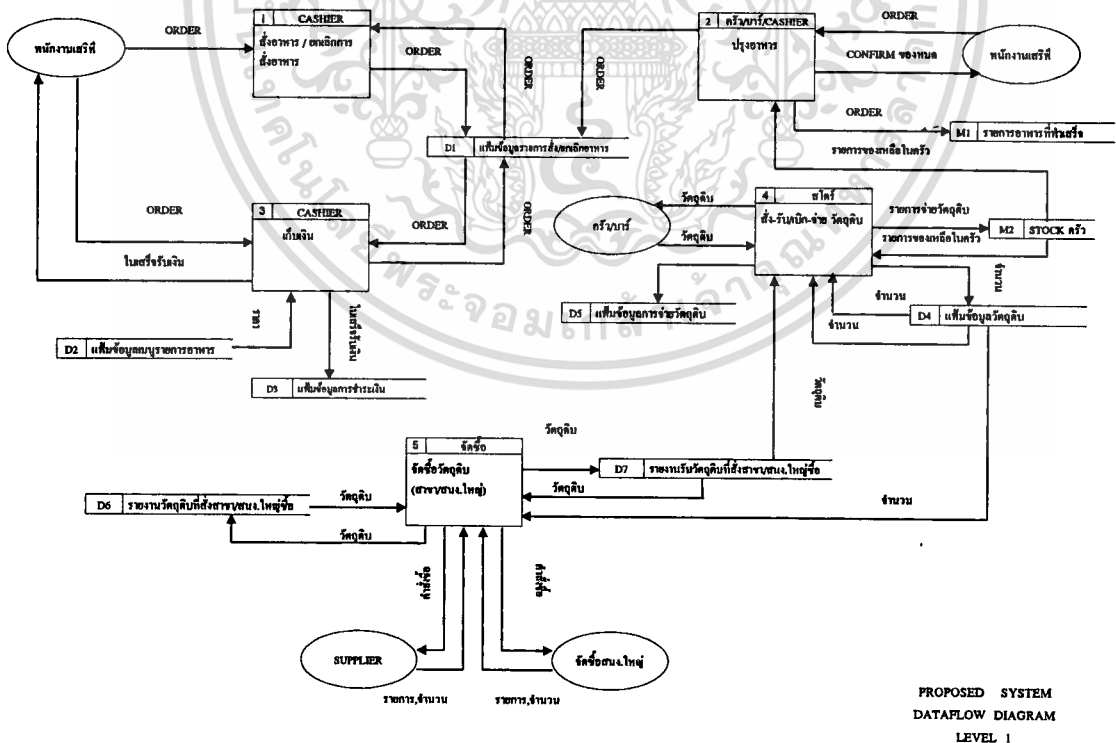 1 CASHIER
สั่งอาหาร / ยกเลิกการ
สั่งอาหาร
พนักงานเสริฟ
ORDER
ORDER
ORDER
ORDER
2 ครัว/บาร์/CASHIER
ปรุงอาหาร
ORDER
CONFIRM ของหมด
พนักงานเสริฟ
ORDER
M1 รายการอาหารที่ทำเสร็จ
รายการของเหลือในครัว
D1 แฟ้มข้อมูลรายการสั่ง/ยกเลิกอาหาร
ORDER
3 CASHIER
เก็บเงิน
ORDER
ORDER
ใบเสร็จรับเงิน
ราคา
ใบเสร็จรับเงิน
D2 แฟ้มข้อมูลเมนูรายการอาหาร
D3 แฟ้มข้อมูลการชำระเงิน
4 สโตร์
สั่ง-รับ/เบิก-จ่าย วัตถุดิบ
ครัว/บาร์
วัตถุดิบ
วัตถุดิบ
รายการจ่ายวัตถุดิบ
รายการของเหลือในครัว
M2 STOCK ครัว
จำนวน
จำนวน
จำนวน
D5 แฟ้มข้อมูลการจ่ายวัตถุดิบ
D4 แฟ้มข้อมูลวัตถุดิบ
วัตถุดิบ
5 จัดซื้อ
จัดซื้อวัตถุดิบ
(สาขา/สนง.ใหญ่)
วัตถุดิบ
D7 รายงานรับวัตถุดิบที่สั่งสาขา/สนง.ใหญ่ซื้อ
วัตถุดิบ
จำนวน
D6 รายงานวัตถุดิบที่สั่งสาขา/สนง.ใหญ่ซื้อ
วัตถุดิบ
วัตถุดิบ
คำสั่งซื้อ
คำสั่งซื้อ
SUPPLIER
จัดซื้อสนง.ใหญ่
รายการ,จำนวน
รายการ,จำนวน
PROPOSED SYSTEM
DATAFLOW DIAGRAM
LEVEL 1